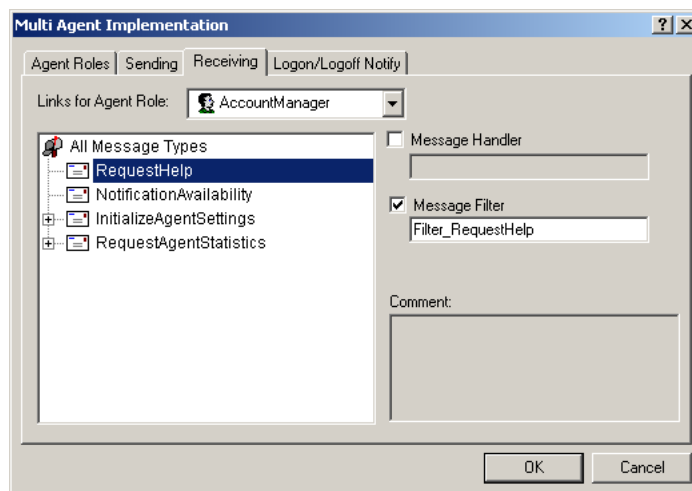 Multi Agent Implementation
Agent Roles Sending Receiving Logon/Logoff Notify
Links for Agent Role: AccountManager
All Message Types
RequestHelp
NotificationAvailability
InitializeAgentSettings
RequestAgentStatistics
Message Handler
Message Filter
Filter_RequestHelp
Comment:
OK Cancel